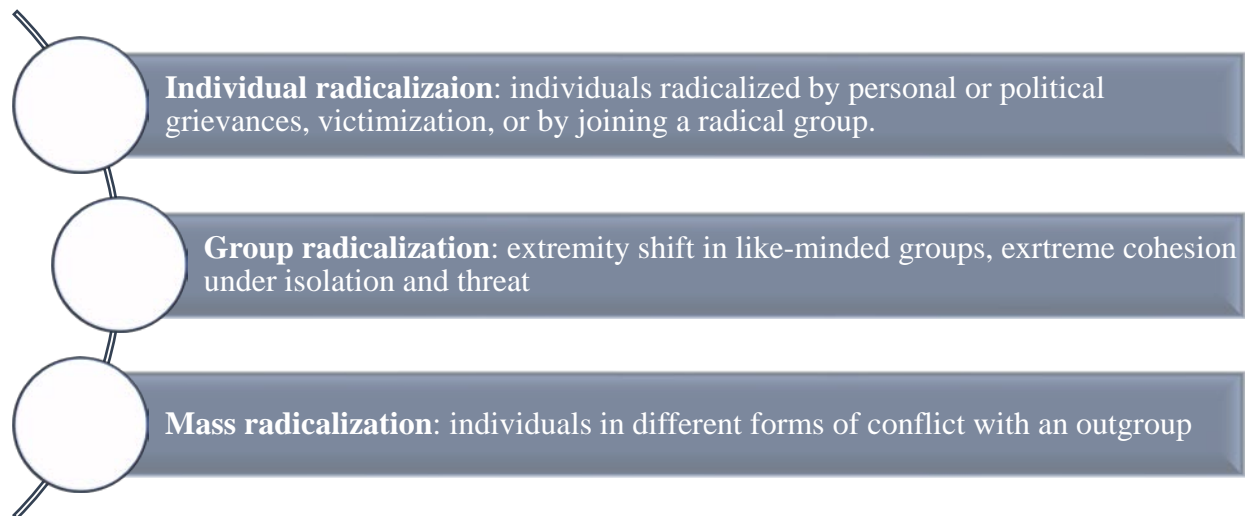 Individual radicalizaion: individuals radicalized by personal or political
grievances, victimization, or by joining a radical group.
Group radicalization: extremity shift in like-minded groups, exrtreme cohesion
under isolation and threat
Mass radicalization: individuals in different forms of conflict with an outgroup